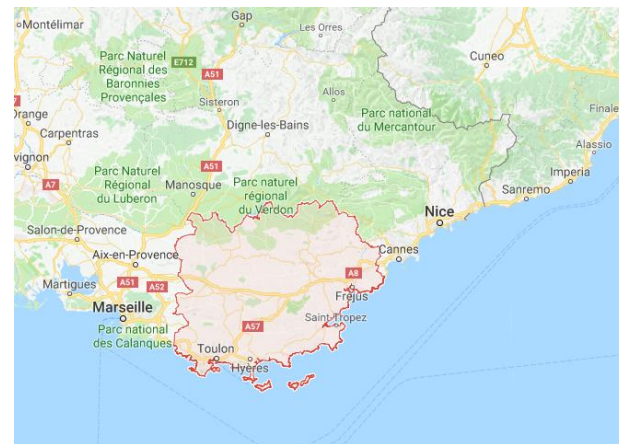 Montélimar
Gap
Les Orres
Cuneo
Parc Naturel
Régional des
Baronnies
Provençales
E712
A51
Sisteron
Allos
Parc national
du Mercantour
Finale
Orange
Carpentras
Digne-les-Bains
Alassio
vignon
Parc Naturel
Régional
du Luberon
A51
Imperia
A7
Manosque
Parc naturel
régional
du Verdon
Sanremo
Nice
Salon-de-Provence
Cannes
Aix-en-Provence
A8
Martigues
A51
A52
Fréjus
Marseille
Saint-Tropez
A57
Parc national
des Calanques
Toulon
Hyères